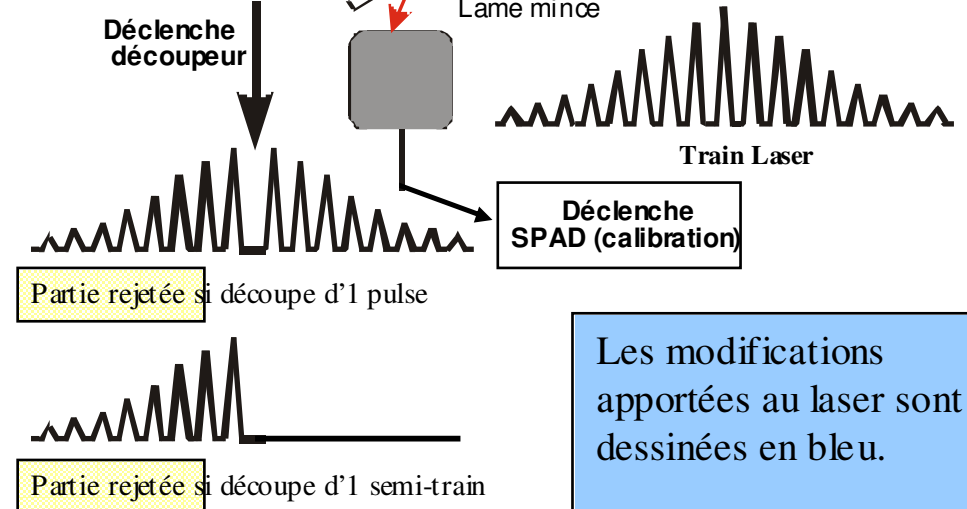 Lame mince
Déclenche
découpeur
Train Laser
Déclenche
SPAD (calibration)
Partie rejetée si découpe d'1 pulse
Les modifications
apportées au laser sont
dessinées en bleu.
Partie rejetée si découpe d'1 semi-train